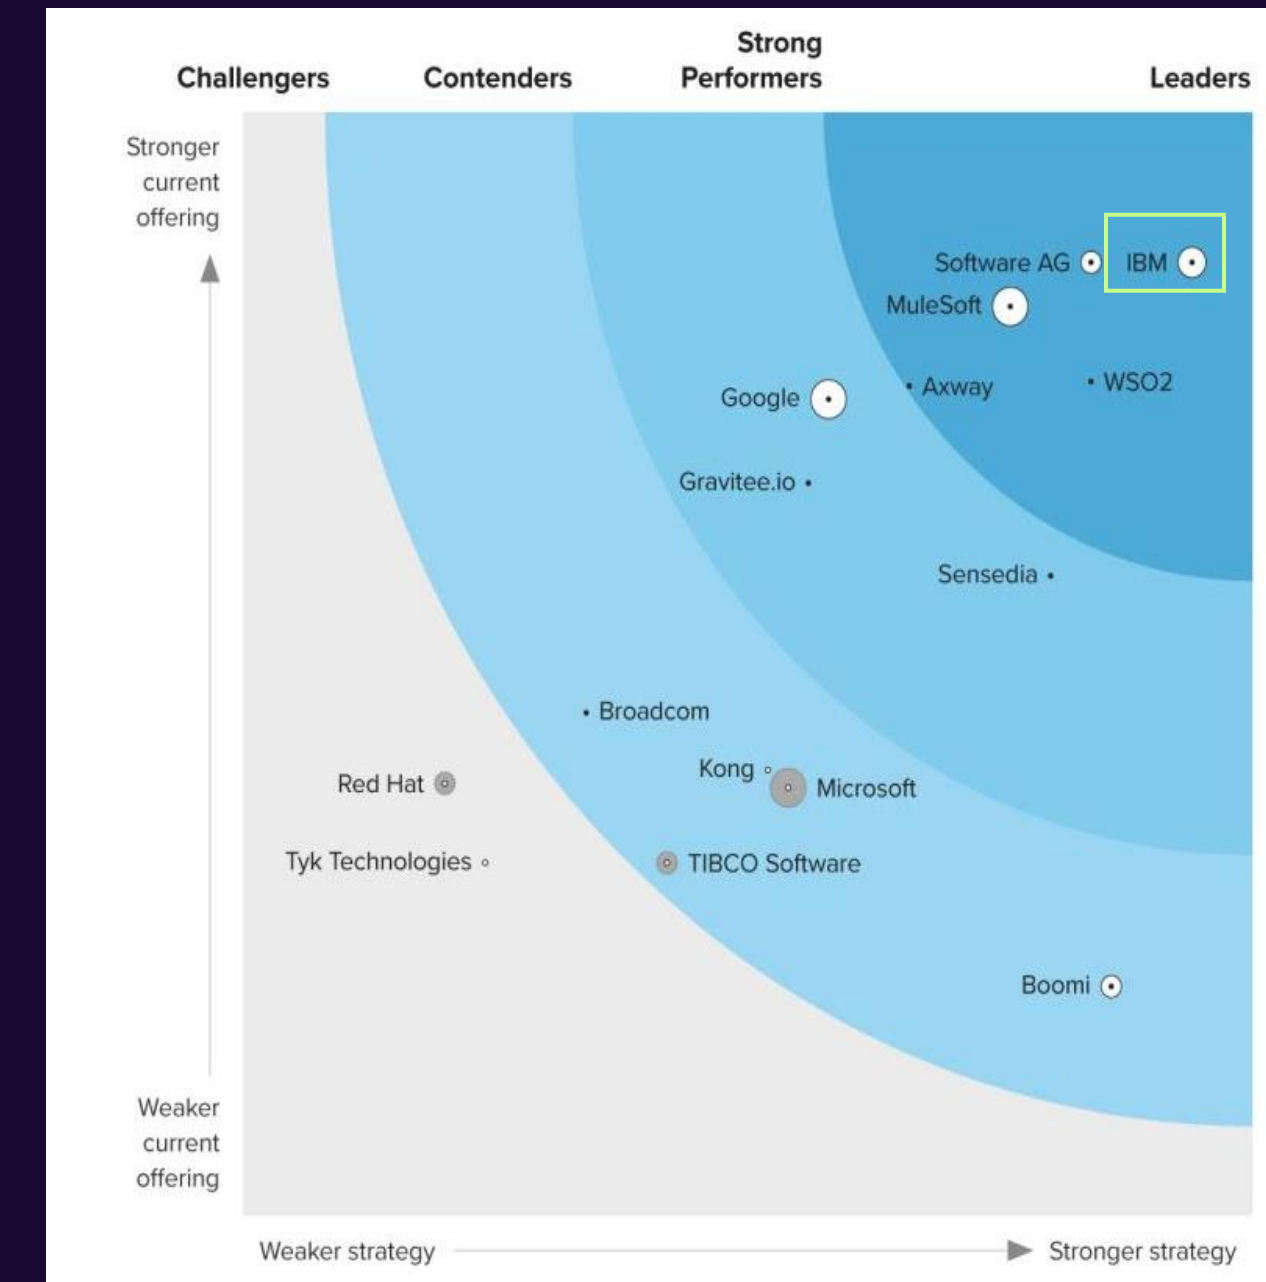 Strong
Challengers Contenders Performers Leaders
Stronger
current
offering
Software AG IBM
MuleSoft
Axway WSO2
Google
Gravitee.io
Sensedia
Broadcom
Kong
Red Hat Microsoft
Tyk Technologies TIBCO Software
Boomi
Weaker
current
offering
Weaker strategy Stronger strategy